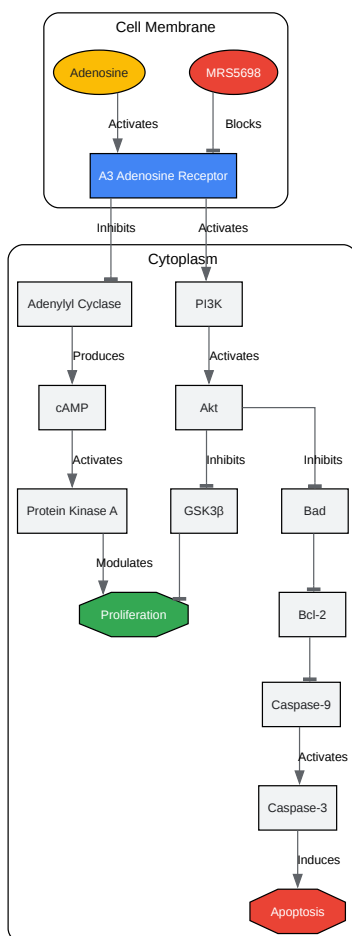 Cell Membrane
Adenosine
MRS5698
Activates
Blocks
A3 Adenosine Receptor
Inhibits
Activates
Cytoplasm
Adenylyl Cyclase
PI3K
Produces
Activates
cAMP
Akt
Activates
Inhibits
Inhibits
Protein Kinase A
GSK3β
Bad
Modulates
Proliferation
Bcl-2
Caspase-9
Activates
Caspase-3
Induces
Apoptosis